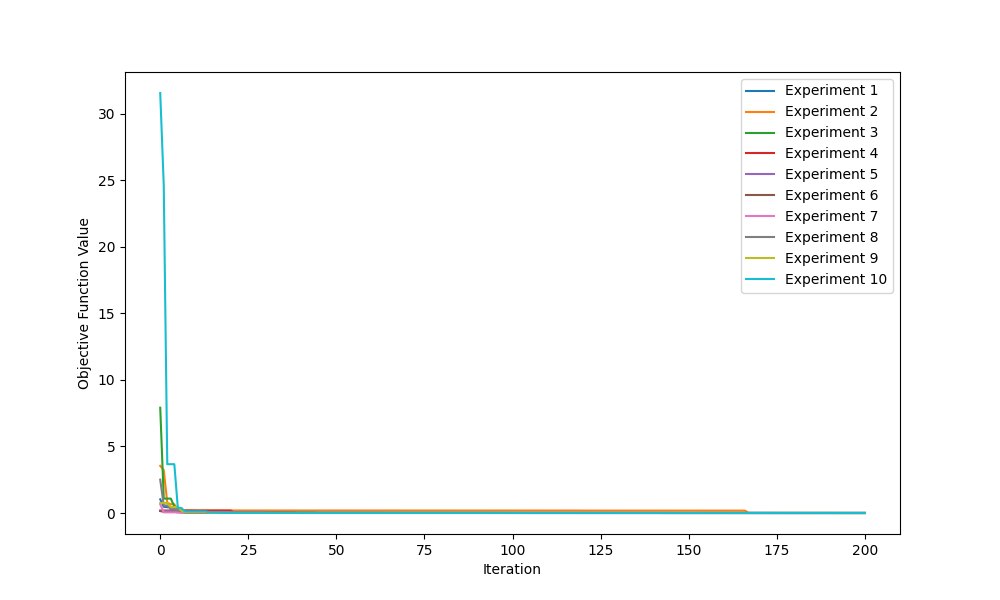 Objective Function Value
30
25
20
15
10
5
0
0 25 50 75 100 125 150 175 200
Iteration
Experiment 1
Experiment 2
Experiment 3
Experiment 4
Experiment 5
Experiment 6
Experiment 7
Experiment 8
Experiment 9
Experiment 10